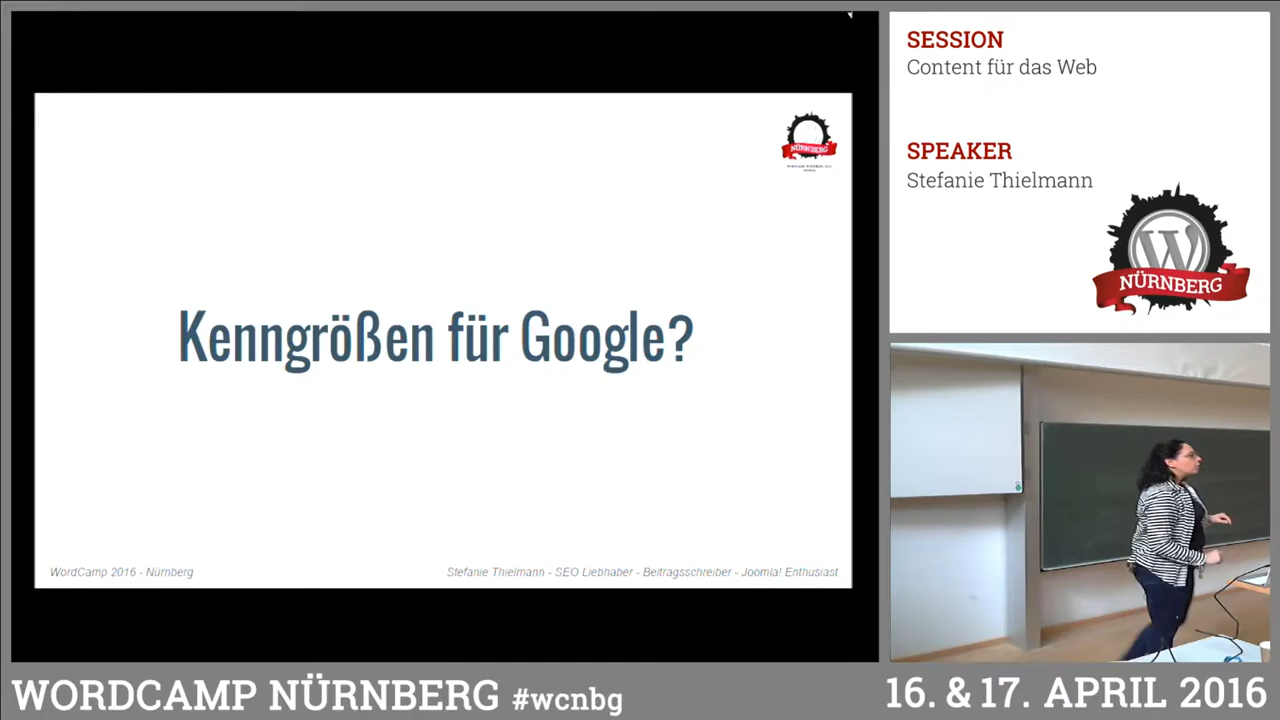 NÜRNBERG
Kenngrößen für Google?
WordCamp 2016 - Nürnberg
Stefanie Thielmann - SEO Liebhaber - Beitragsschreiber - Joomla! Enthusiast
SESSION
Content für das Web
SPEAKER
Stefanie Thielmann
NÜRNBERG
WORDCAMP NÜRNBERG #wcnbg
16. & 17. APRIL 2016